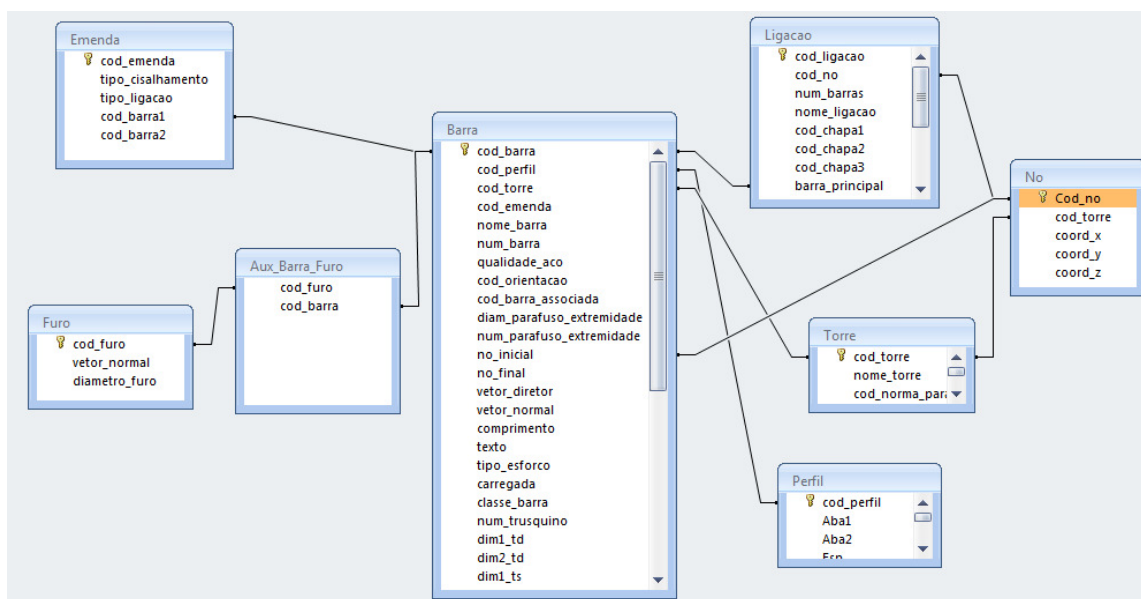 Emenda
cod_emenda
tipo_cisalhamento
tipo_ligacao
cod_barra1
cod_barra2
Furo
cod_furo
vetor_normal
diametro_furo
Aux_Barra_Furo
cod_furo
cod_barra
Barra
cod_barra
cod_perfil
cod_torre
cod_emenda
nome_barra
num_barra
qualidade_aco
cod_orientacao
cod_barra_associada
diam_parafuso_extremidade
num_parafuso_extremidade
no_inicial
no_final
vetor_diretor
vetor_normal
comprimento
texto
tipo_esforco
carregada
classe_barra
num_trusquino
dim1_td
dim2_td
dim1_ts
Ligacao
cod_ligacao
cod_no
num_barras
nome_ligacao
cod_chapa1
cod_chapa2
cod_chapa3
barra_principal
No
Cod_no
cod_torre
coord_x
coord_y
coord_z
Torre
cod_torre
nome_torre
cod_norma_par
Perfil
cod_perfil
Aba1
Aba2
Esp